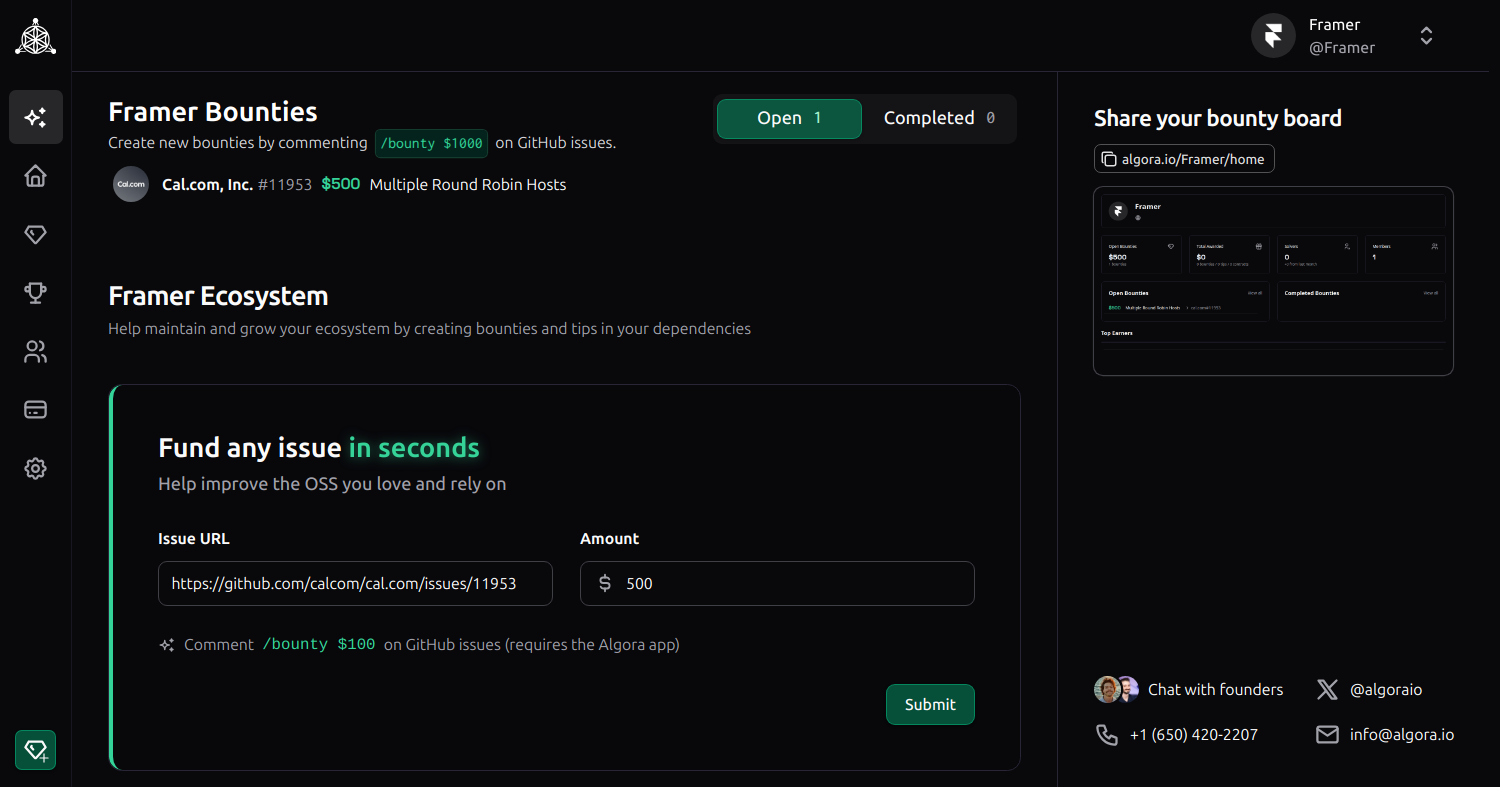 Framer
@Framer
Framer Bounties
Open 1
Completed 0
Create new bounties by commenting /bounty $1000 on GitHub issues.
Cal.com
Cal.com, Inc. #11953 $500 Multiple Round Robin Hosts
Framer Ecosystem
Help maintain and grow your ecosystem by creating bounties and tips in your dependencies
Fund any issue in seconds
Help improve the OSS you love and rely on
Issue URL
Amount
https://github.com/calcom/cal.com/issues/11953
$ 500
Comment /bounty $100 on GitHub issues (requires the Algora app)
Submit
Share your bounty board
algora.io/Framer/home
Framer
Open Bounties
Total Awarded
Solvers
Members
$500
$0
0
1
Open Bounties
View all
Completed Bounties
View all
$500 Multiple Round Robin Hosts
Top Earners
Chat with founders
@algoraio
+1 (650) 420-2207
info@algora.io